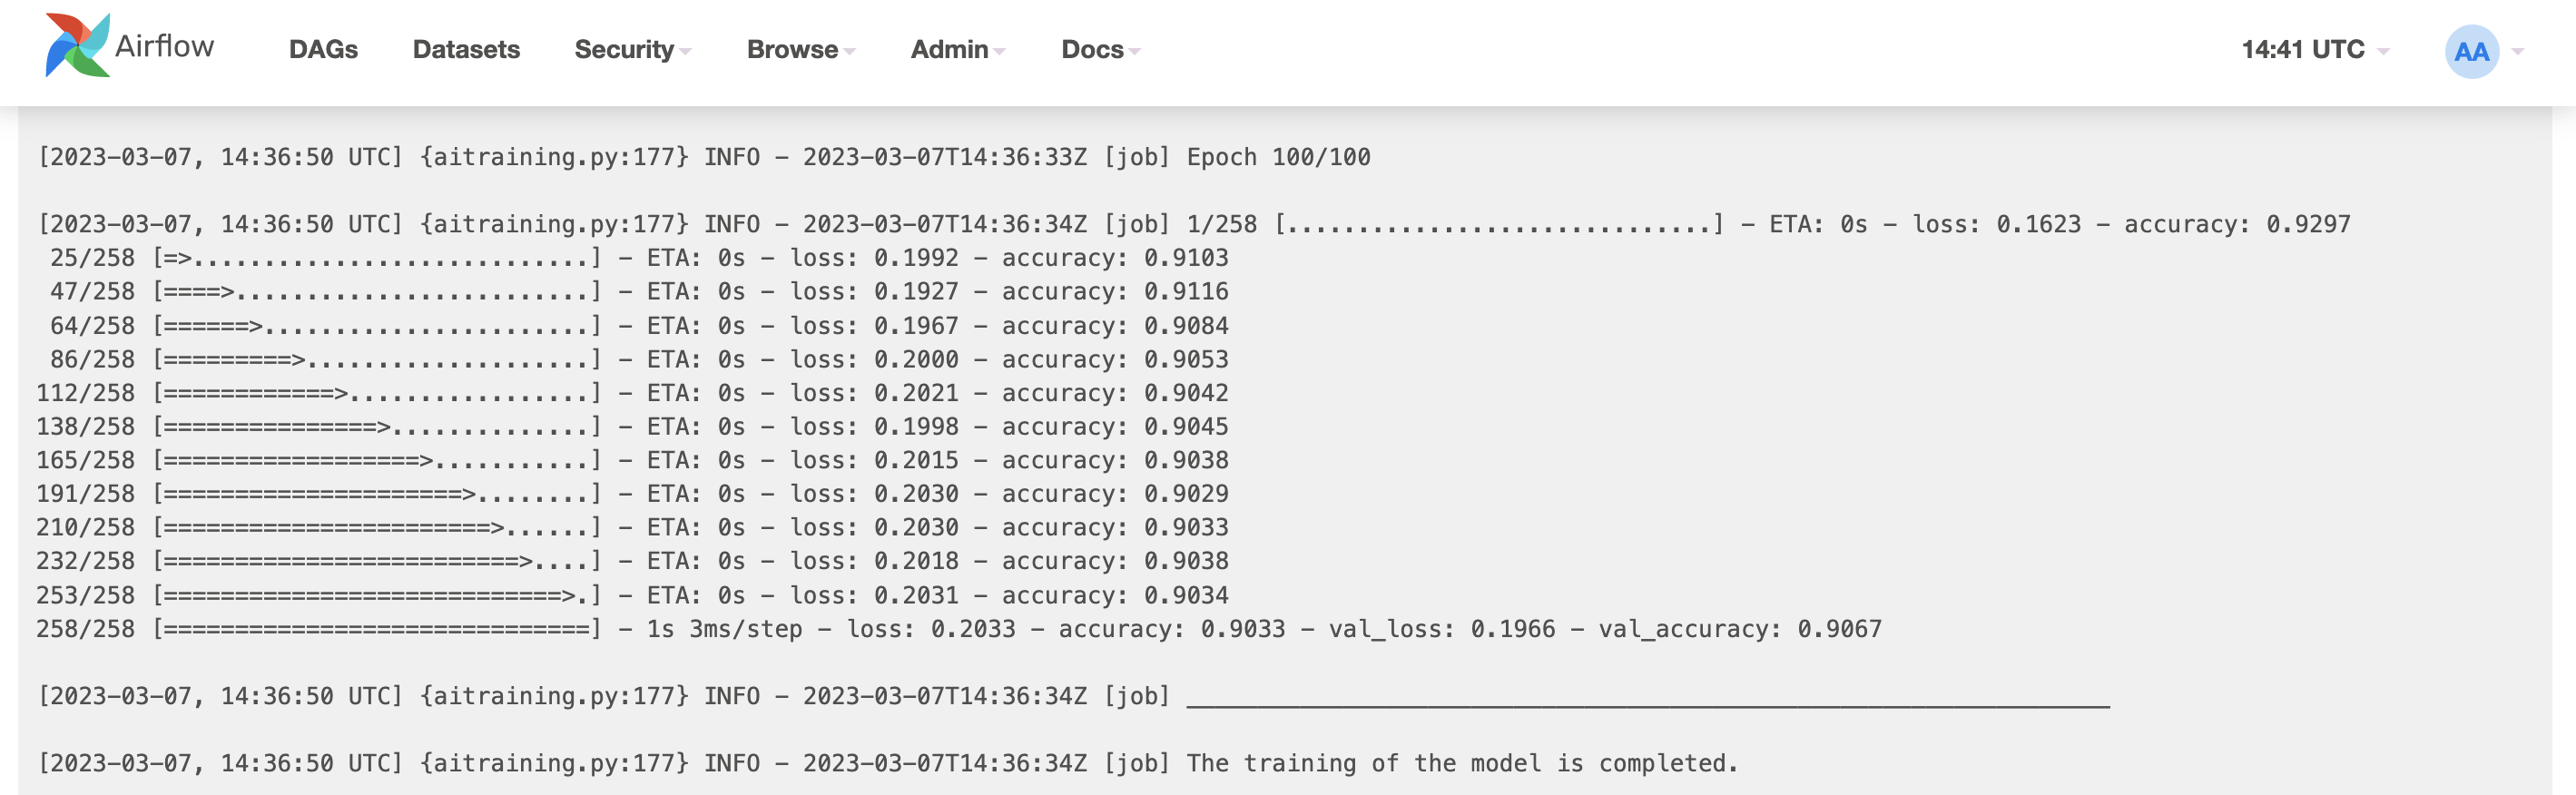 Airflow DAGs Datasets Security Browse Admin Docs 14:41 UTC AA
[2023-03-07, 14:36:50 UTC] {aitraining.py:177} INFO - 2023-03-07T14:36:33Z [job] Epoch 100/100
[2023-03-07, 14:36:50 UTC] {aitraining.py:177} INFO - 2023-03-07T14:36:34Z [job] 1/258 [..............................] - ETA: 0s - loss: 0.1623 - accuracy: 0.9297
25/258 [=>............................] - ETA: 0s - loss: 0.1992 - accuracy: 0.9103
47/258 [====>.........................] - ETA: 0s - loss: 0.1927 - accuracy: 0.9116
64/258 [======>.......................] - ETA: 0s - loss: 0.1967 - accuracy: 0.9084
86/258 [=========>....................] - ETA: 0s - loss: 0.2000 - accuracy: 0.9053
112/258 [============>.................] - ETA: 0s - loss: 0.2021 - accuracy: 0.9042
138/258 [===============>..............] - ETA: 0s - loss: 0.1998 - accuracy: 0.9045
165/258 [==================>...........] - ETA: 0s - loss: 0.2015 - accuracy: 0.9038
191/258 [=====================>........] - ETA: 0s - loss: 0.2030 - accuracy: 0.9029
210/258 [=======================>......] - ETA: 0s - loss: 0.2030 - accuracy: 0.9033
232/258 [=========================>....] - ETA: 0s - loss: 0.2018 - accuracy: 0.9038
253/258 [============================>.] - ETA: 0s - loss: 0.2031 - accuracy: 0.9034
258/258 [==============================] - 1s 3ms/step - loss: 0.2033 - accuracy: 0.9033 - val_loss: 0.1966 - val_accuracy: 0.9067
[2023-03-07, 14:36:50 UTC] {aitraining.py:177} INFO - 2023-03-07T14:36:34Z [job] _________________________________________________________________
[2023-03-07, 14:36:50 UTC] {aitraining.py:177} INFO - 2023-03-07T14:36:34Z [job] The training of the model is completed.